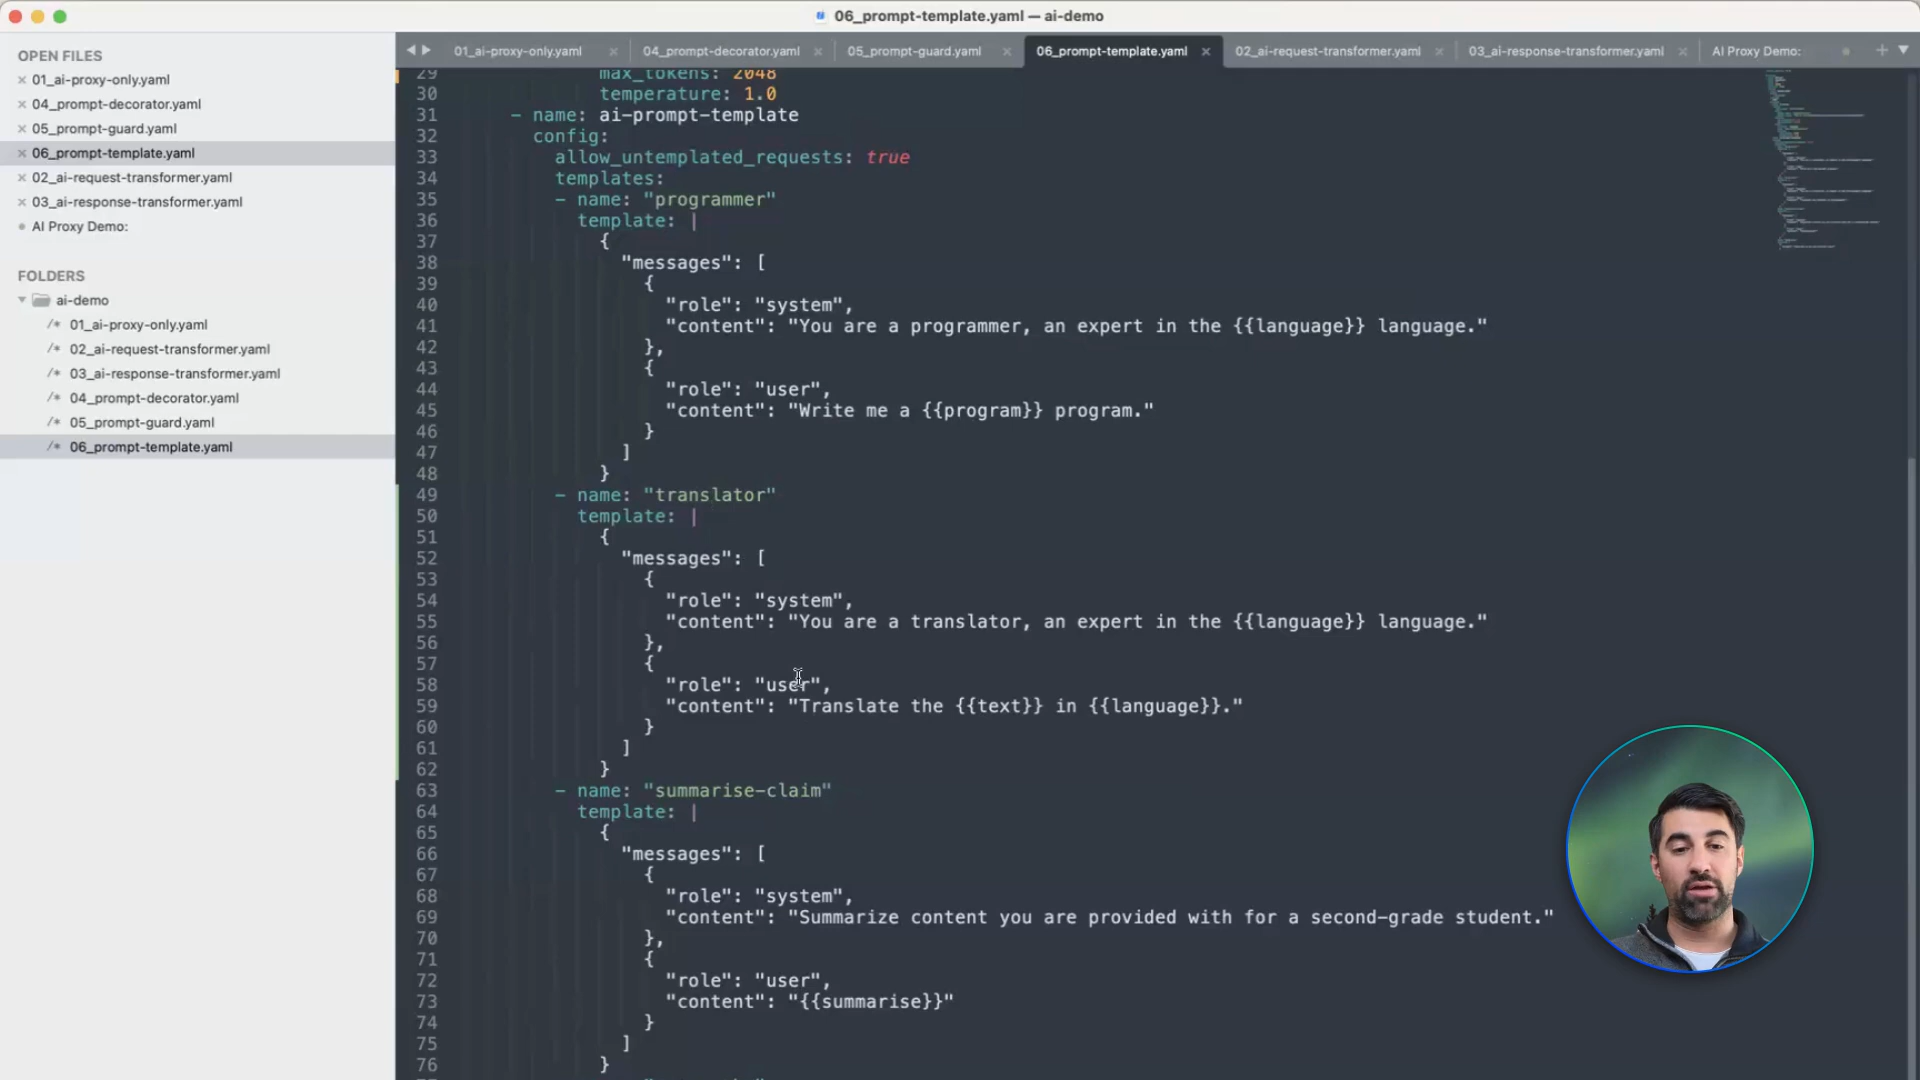 06_prompt-template.yaml — ai-demo
OPEN FILES
01_ai-proxy-only.yaml
04_prompt-decorator.yaml
05_prompt-guard.yaml
06_prompt-template.yaml
02_ai-request-transformer.yaml
03_ai-response-transformer.yaml
AI Proxy Demo:
FOLDERS
ai-demo
/* 01_ai-proxy-only.yaml
/* 02_ai-request-transformer.yaml
/* 03_ai-response-transformer.yaml
/* 04_prompt-decorator.yaml
/* 05_prompt-guard.yaml
/* 06_prompt-template.yaml
01_ai-proxy-only.yaml 04_prompt-decorator.yaml 05_prompt-guard.yaml 06_prompt-template.yaml 02_ai-request-transformer.yaml 03_ai-response-transformer.yaml AI Proxy Demo:
29 max_tokens: 2048
30 temperature: 1.0
31 - name: ai-prompt-template
32 config:
33 allow_untemplated_requests: true
34 templates:
35 - name: "programmer"
36 template: |
37 {
38 "messages": [
39 {
40 "role": "system",
41 "content": "You are a programmer, an expert in the {{language}} language."
42 },
43 {
44 "role": "user",
45 "content": "Write me a {{program}} program."
46 }
47 ]
48 }
49 - name: "translator"
50 template: |
51 {
52 "messages": [
53 {
54 "role": "system",
55 "content": "You are a translator, an expert in the {{language}} language."
56 },
57 {
58 "role": "user",
59 "content": "Translate the {{text}} in {{language}}."
60 }
61 ]
62 }
63 - name: "summarise-claim"
64 template: |
65 {
66 "messages": [
67 {
68 "role": "system",
69 "content": "Summarize content you are provided with for a second-grade student."
70 },
71 {
72 "role": "user",
73 "content": "{{summarise}}"
74 }
75 ]
76 }